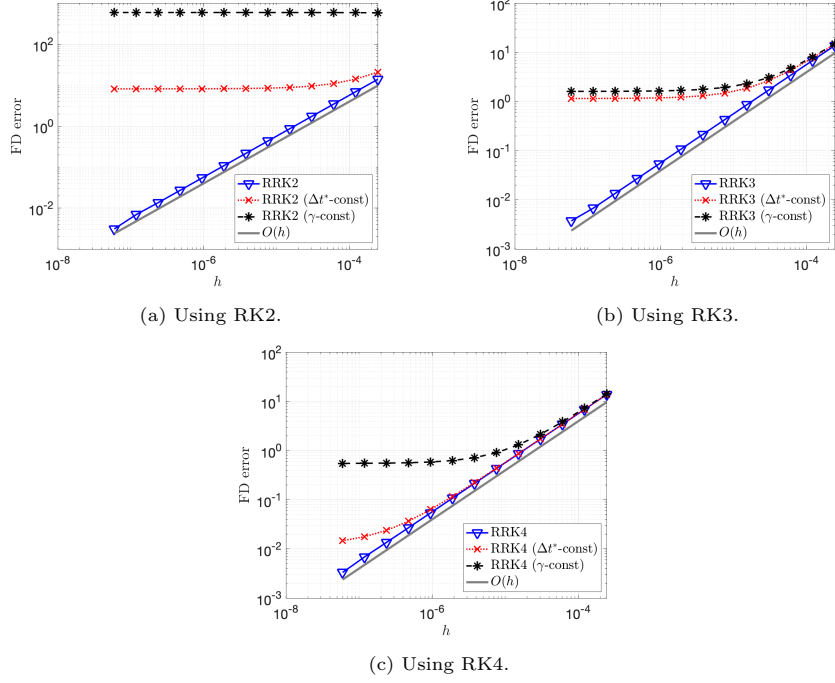 10^2
10^0
10^-2
FD error
10^-8
10^-6
10^-4
h
RRK2
RRK2 (Δt*-const)
RRK2 (γ-const)
O(h)
(a) Using RK2.
10^2
10^1
10^0
10^-1
10^-2
10^-3
FD error
10^-8
10^-6
10^-4
h
RRK3
RRK3 (Δt*-const)
RRK3 (γ-const)
O(h)
(b) Using RK3.
10^2
10^1
10^0
10^-1
10^-2
10^-3
FD error
10^-8
10^-6
10^-4
h
RRK4
RRK4 (Δt*-const)
RRK4 (γ-const)
O(h)
(c) Using RK4.